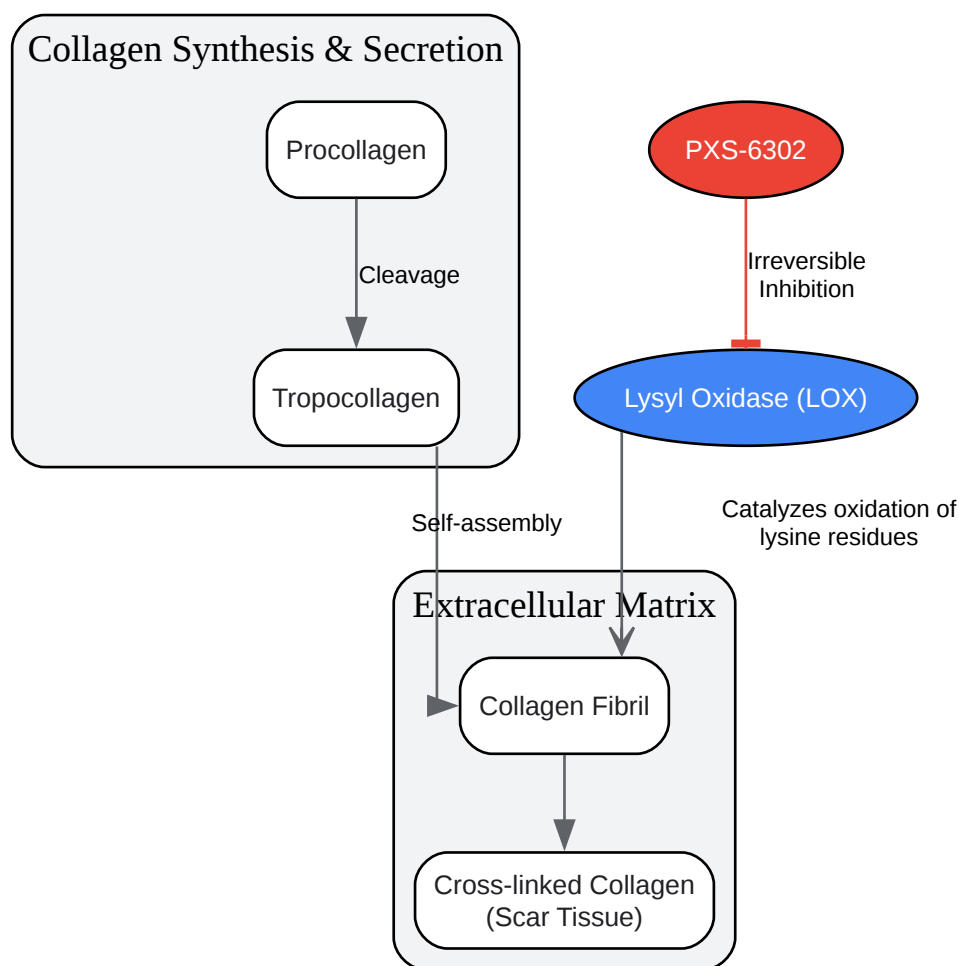 Collagen Synthesis & Secretion
Procollagen
PXS-6302
Cleavage
Irreversible
Inhibition
Tropocollagen
Lysyl Oxidase (LOX)
Self-assembly
Catalyzes oxidation of
lysine residues
Extracellular Matrix
Collagen Fibril
Cross-linked Collagen
(Scar Tissue)